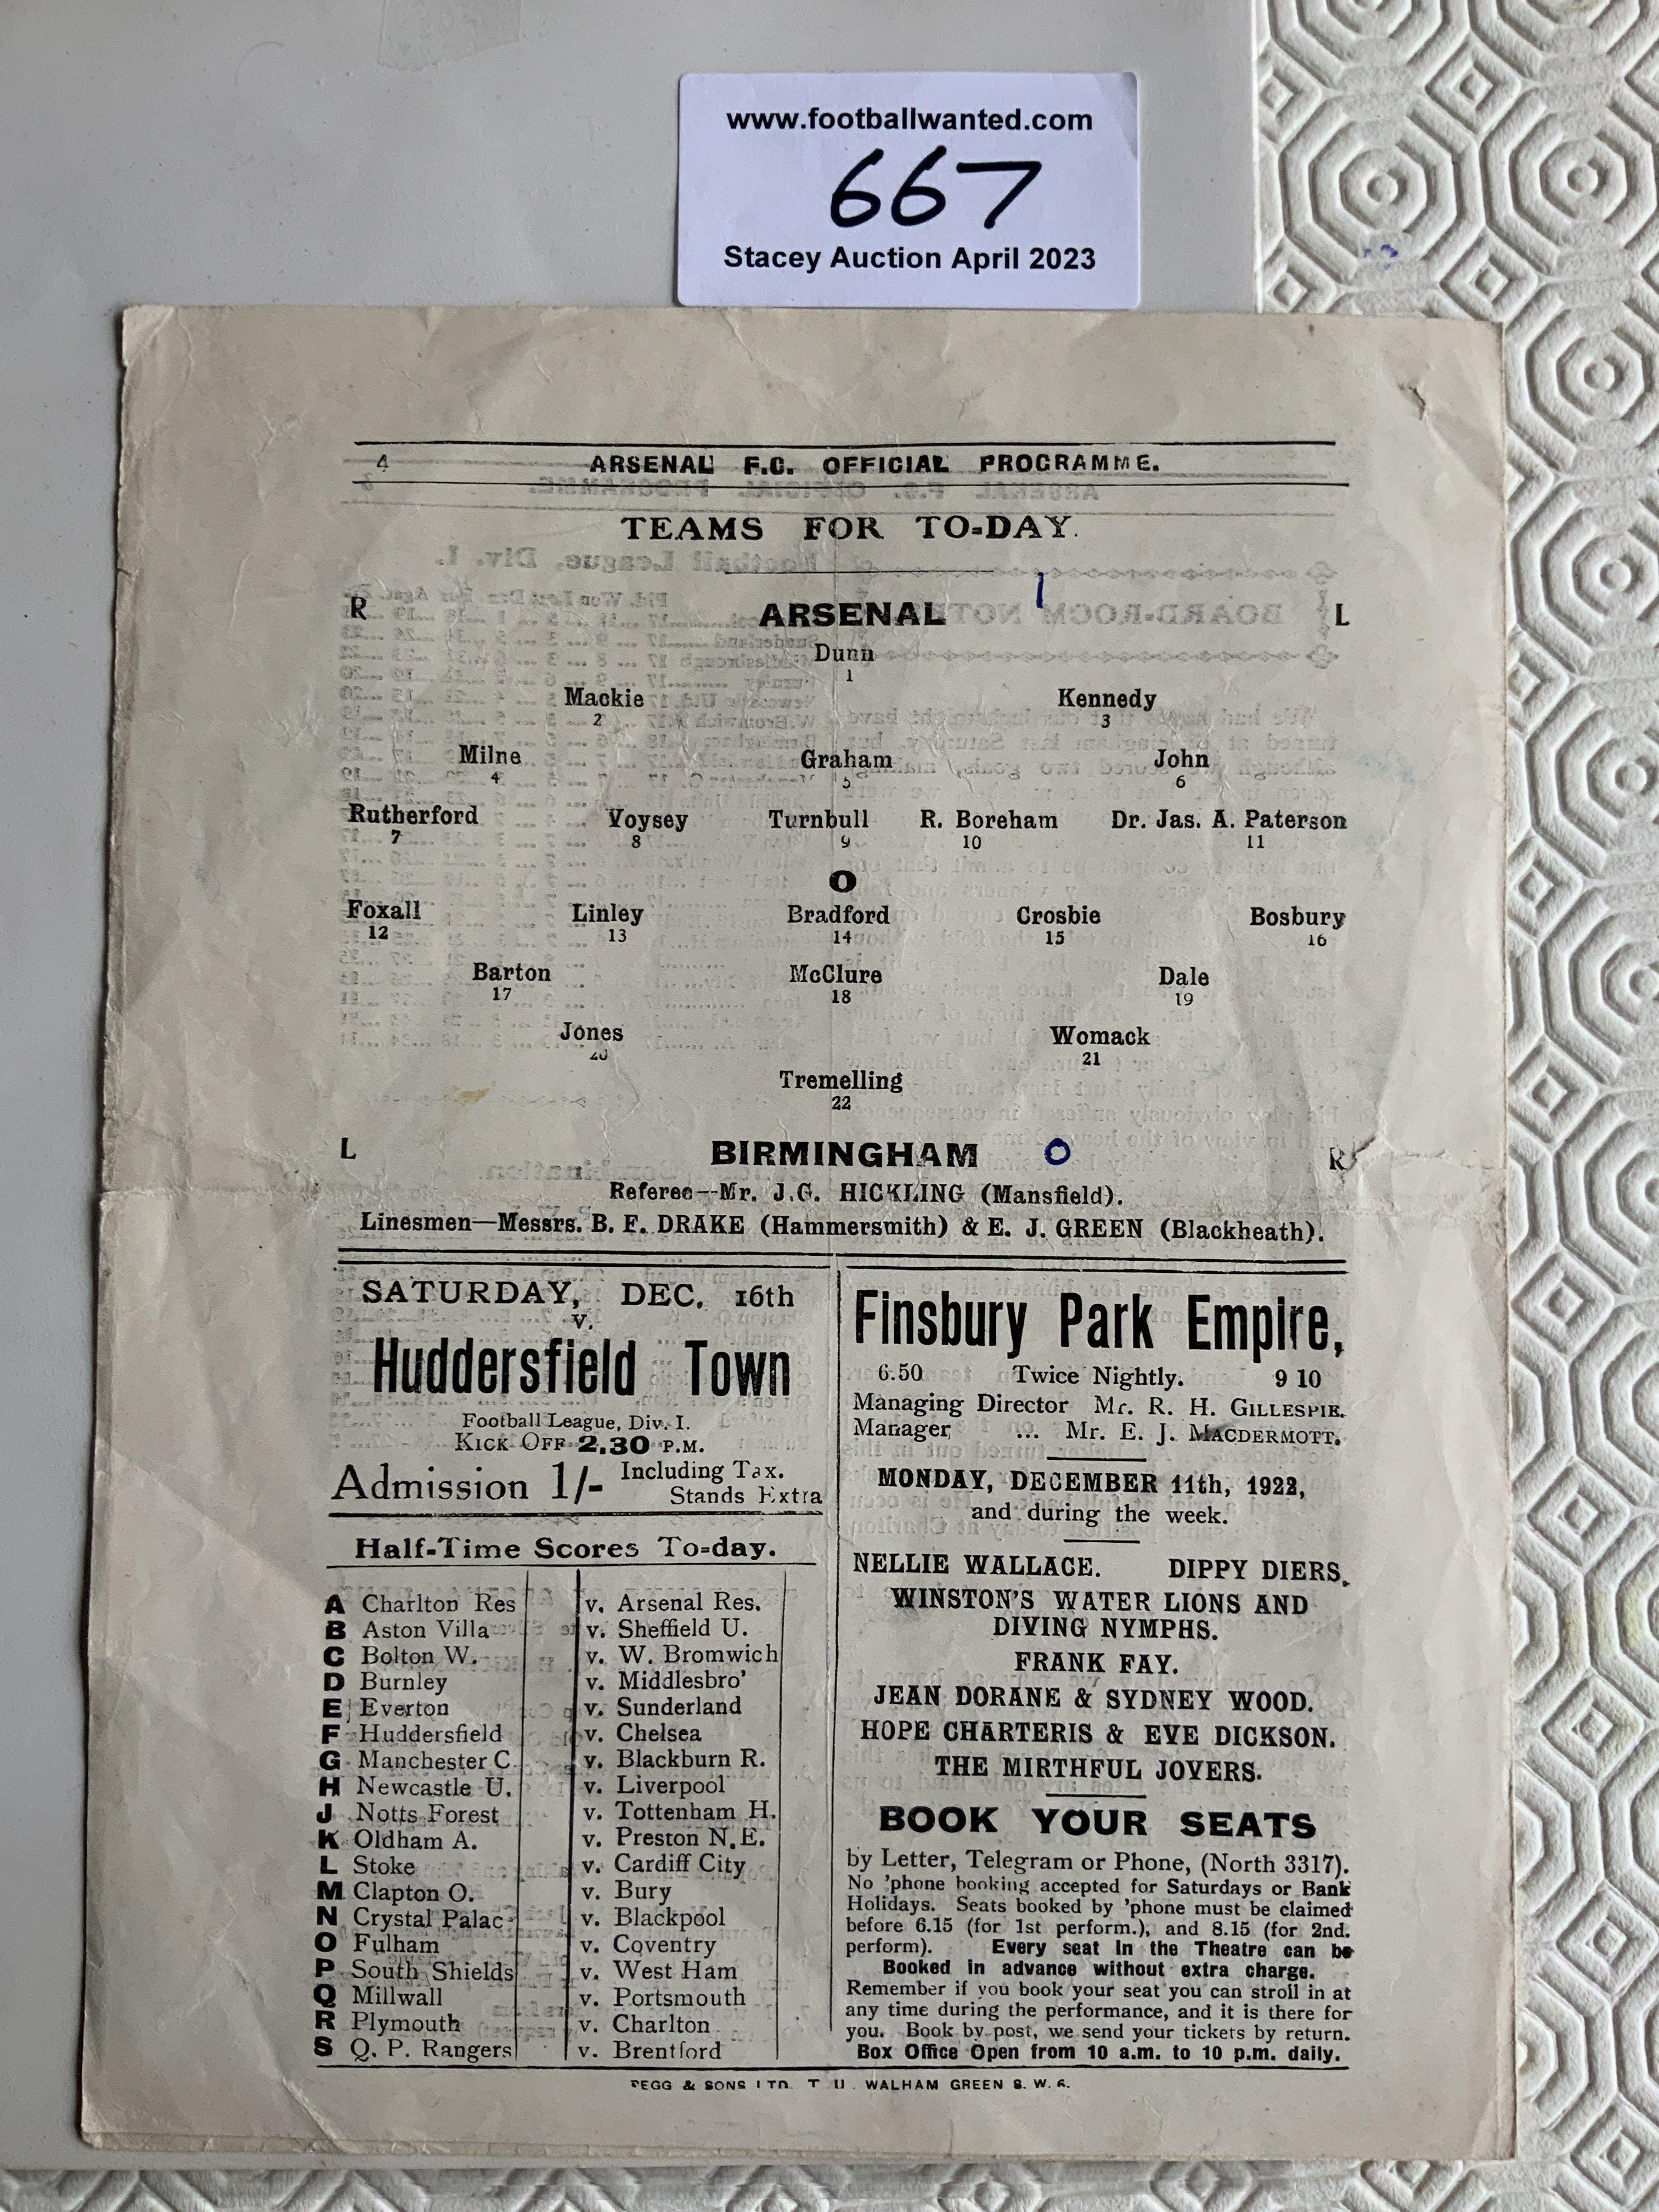 www.footballwanted.com
667
Stacey Auction April 2023
4 ARSENAL F.C. OFFICIAL PROGRAMME.
TEAMS FOR TO-DAY.
R ARSENAL 1 L
Dunn
1
Mackie Kennedy
2 3
Milne Graham John
4 5 6
Rutherford Voysey Turnbull R. Boreham Dr. Jas. A. Paterson
7 8 9 10 11
O
Foxall Linley Bradford Crosbie Bosbury
12 13 14 15 16
Barton McClure Dale
17 18 19
Jones Womack
20 21
Tremelling
22
L BIRMINGHAM 0 R
Referee—Mr. J.G. HICKLING (Mansfield).
Linesmen—Messrs. B. F. DRAKE (Hammersmith) & E. J. GREEN (Blackheath).
SATURDAY, DEC. 16th
v.
Huddersfield Town
Football League, Div. I.
KICK OFF 2.30 P.M.
Admission 1/- Including Tax.
Stands Extra
Half-Time Scores To=day.
A Charlton Res v. Arsenal Res.
B Aston Villa v. Sheffield U.
C Bolton W. v. W. Bromwich
D Burnley v. Middlesbro'
E Everton v. Sunderland
F Huddersfield v. Chelsea
G Manchester C. v. Blackburn R.
H Newcastle U. v. Liverpool
J Notts Forest v. Tottenham H.
K Oldham A. v. Preston N.E.
L Stoke v. Cardiff City
M Clapton O. v. Bury
N Crystal Palac v. Blackpool
O Fulham v. Coventry
P South Shields v. West Ham
Q Millwall v. Portsmouth
R Plymouth v. Charlton
S Q. P. Rangers v. Brentford
Finsbury Park Empire,
6.50 Twice Nightly. 9 10
Managing Director Mr. R. H. GILLESPIE.
Manager ... Mr. E. J. MACDERMOTT.
MONDAY, DECEMBER 11th, 1922,
and during the week.
NELLIE WALLACE. DIPPY DIERS.
WINSTON'S WATER LIONS AND
DIVING NYMPHS.
FRANK FAY.
JEAN DORANE & SYDNEY WOOD.
HOPE CHARTERIS & EVE DICKSON.
THE MIRTHFUL JOYERS.
BOOK YOUR SEATS
by Letter, Telegram or Phone, (North 3317).
No 'phone booking accepted for Saturdays or Bank
Holidays. Seats booked by 'phone must be claimed
before 6.15 (for 1st perform.), and 8.15 (for 2nd.
perform). Every seat in the Theatre can be
Booked in advance without extra charge.
Remember if you book your seat you can stroll in at
any time during the performance, and it is there for
you. Book by post, we send your tickets by return.
Box Office Open from 10 a.m. to 10 p.m. daily.
PEGG & SONS LTD. T U. WALHAM GREEN S. W. 6.